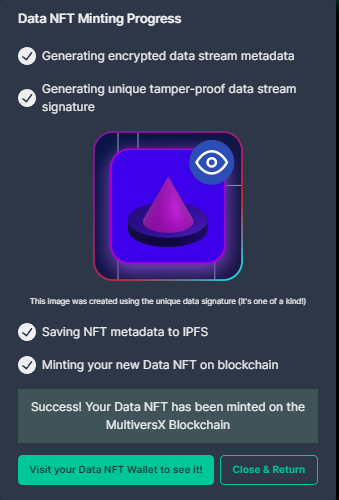 Data NFT Minting Progress
Generating encrypted data stream metadata
Generating unique tamper-proof data stream
signature
This image was created using the unique data signature (it's one of a kind!)
Saving NFT metadata to IPFS
Minting your new Data NFT on blockchain
Success! Your Data NFT has been minted on the
MultiversX Blockchain
Visit your Data NFT Wallet to see it!
Close & Return